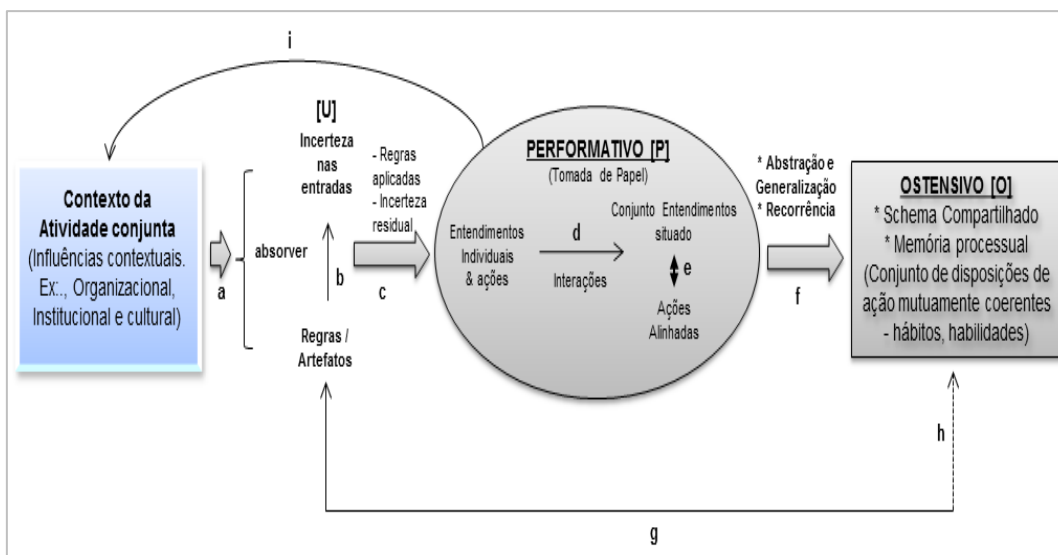 i
Contexto da
Atividade conjunta
(Influências contextuais.
Ex:., Organizacional,
Institucional e cultural)
a
absorver
[U]
Incerteza
nas
entradas
b
Regras /
Artefatos
- Regras
aplicadas
- Incerteza
residual
c
PERFORMATIVO [P]
(Tomada de Papel)
Entendimentos
Individuais
& ações
d
Interações
Conjunto Entendimentos
situado
e
Ações
Alinhadas
* Abstração e
Generalização
* Recorrência
f
OSTENSIVO [O]
* Schema Compartilhado
* Memória processual
(Conjunto de disposições de
ação mutuamente coerentes
- hábitos, habilidades)
h
g